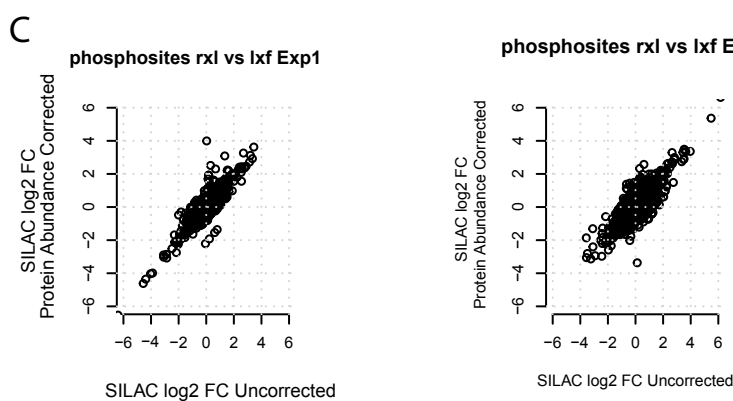 C
phosphosites rxl vs lxf Exp1
SILAC log2 FC
Protein Abundance Corrected
6
4
2
0
−2
−4
−6
−6 −4 −2 0 2 4 6
SILAC log2 FC Uncorrected
phosphosites rxl vs lxf E
SILAC log2 FC
Protein Abundance Corrected
6
4
2
0
−2
−4
−6
−6 −4 −2 0 2 4 6
SILAC log2 FC Uncorrected